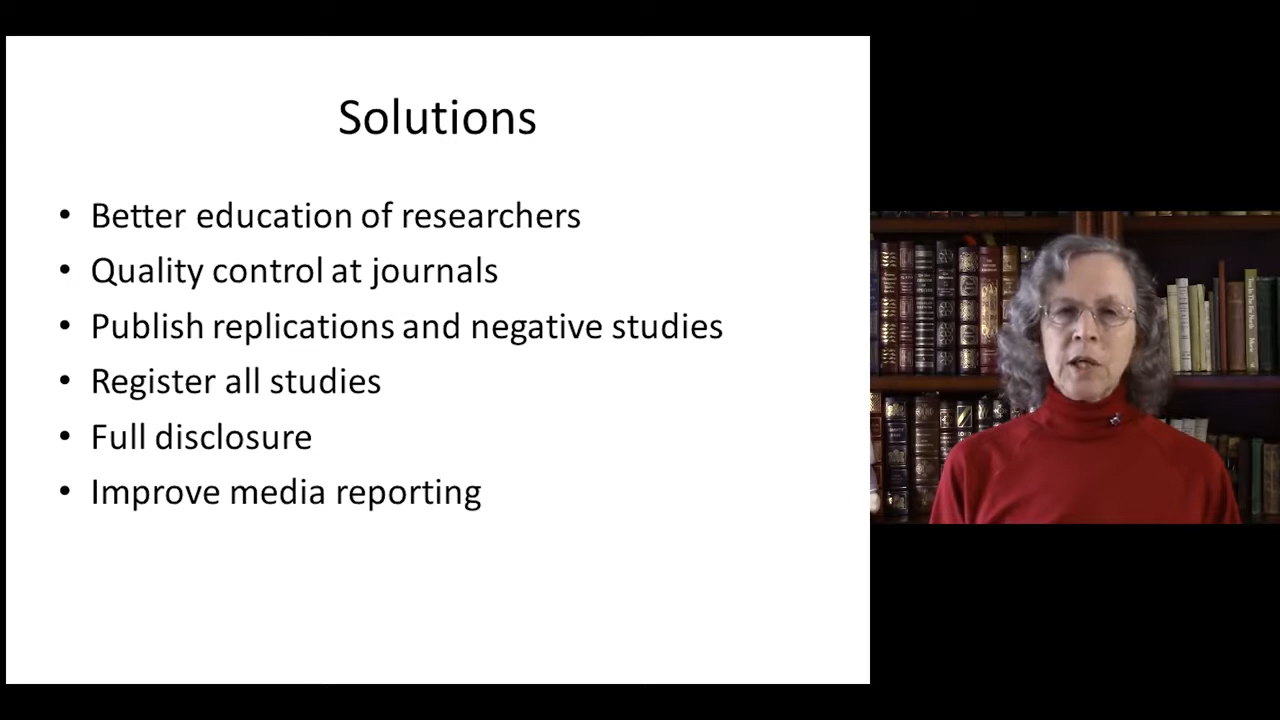 Solutions
• Better education of researchers
• Quality control at journals
• Publish replications and negative studies
• Register all studies
• Full disclosure
• Improve media reporting